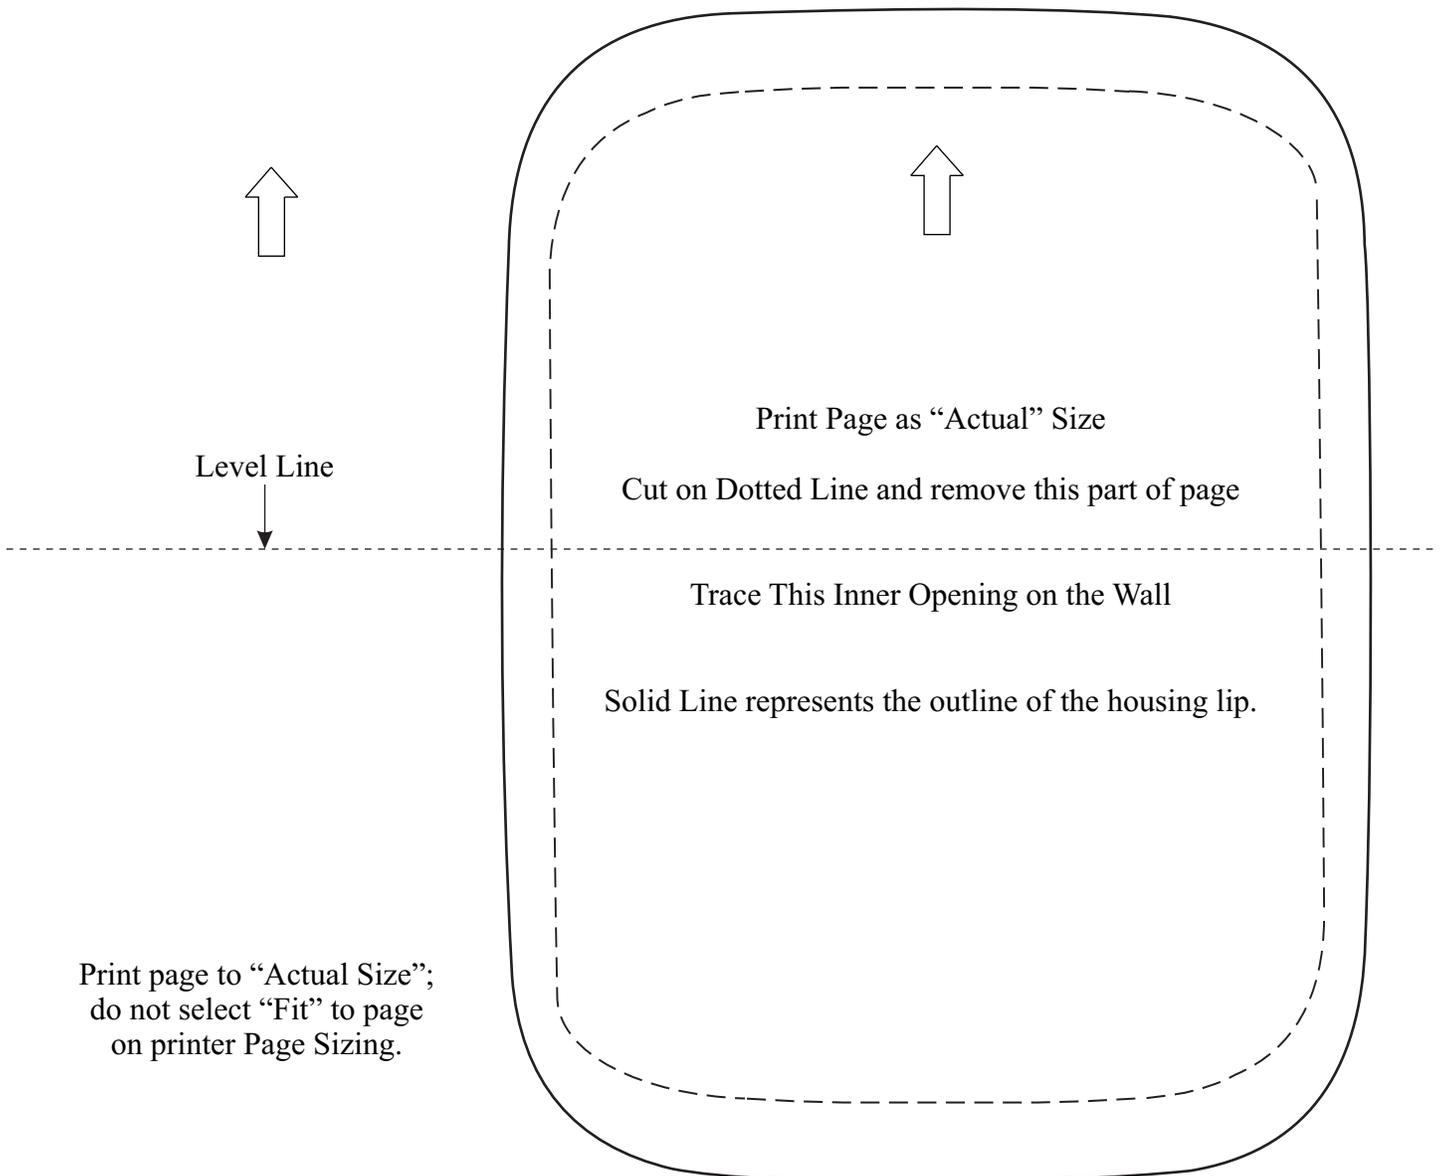 Print Page as “Actual” Size
Level Line
Cut on Dotted Line and remove this part of page
Trace This Inner Opening on the Wall
Solid Line represents the outline of the housing lip.
Print page to “Actual Size”;
do not select “Fit” to page
on printer Page Sizing.